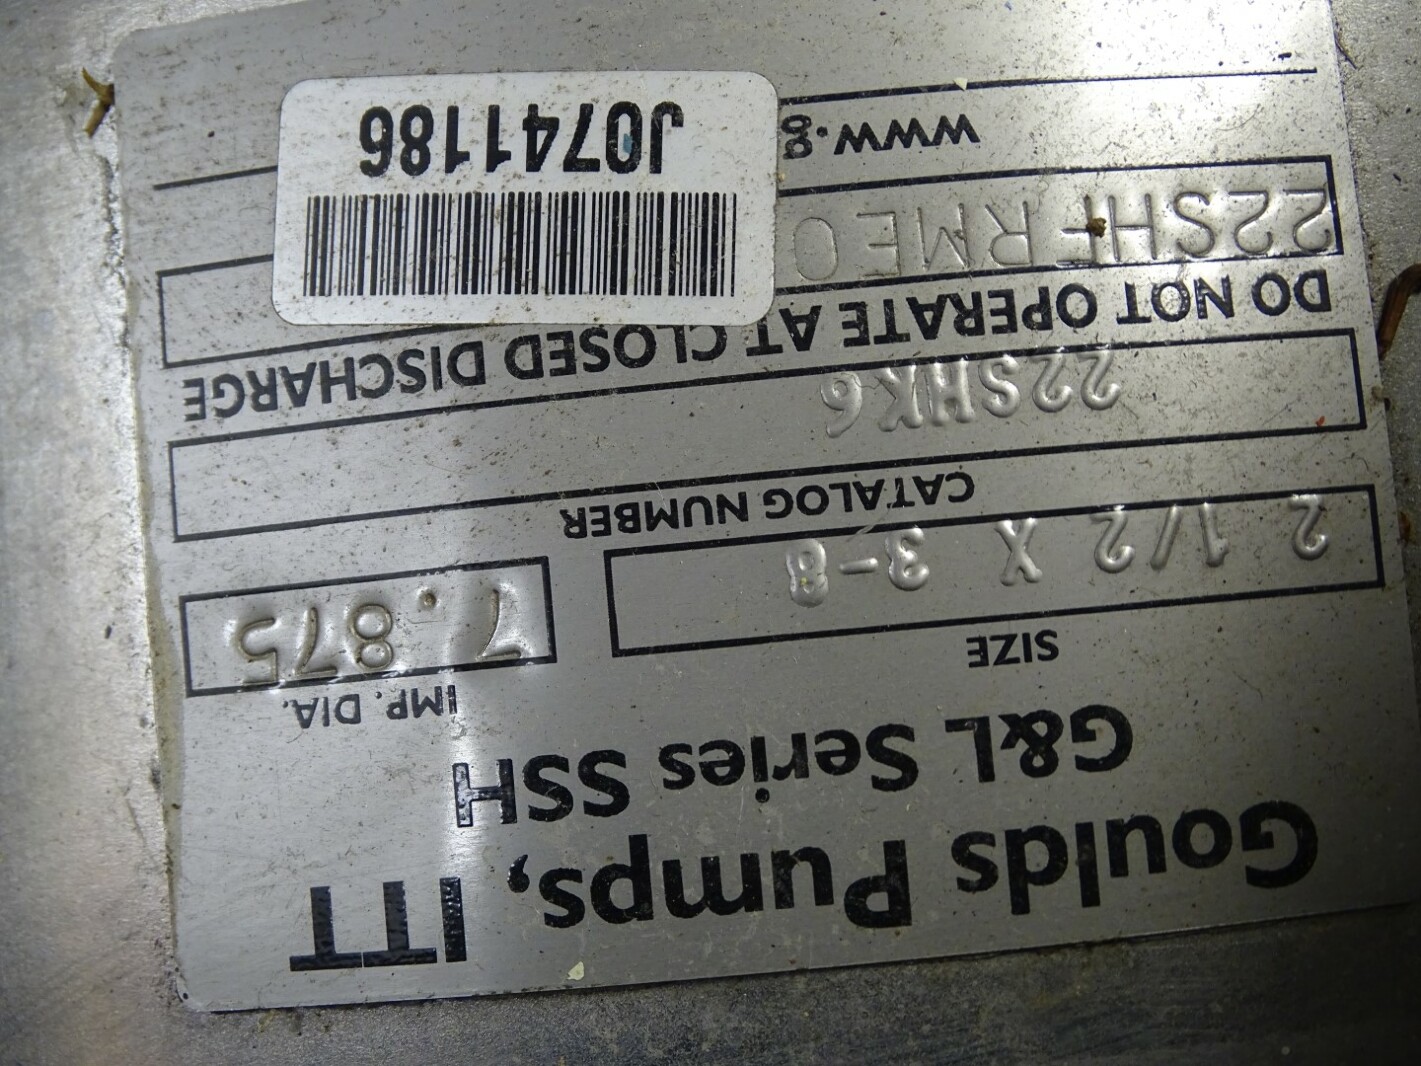 Goulds Pumps, ITT
G&L Series SSH
SIZE
IMP. DIA.
2 1/2 X 3-8
7.875
CATALOG NUMBER
22SHK6
DO NOT OPERATE AT CLOSED DISCHARGE
22SHFRME0
www.g
J0741186